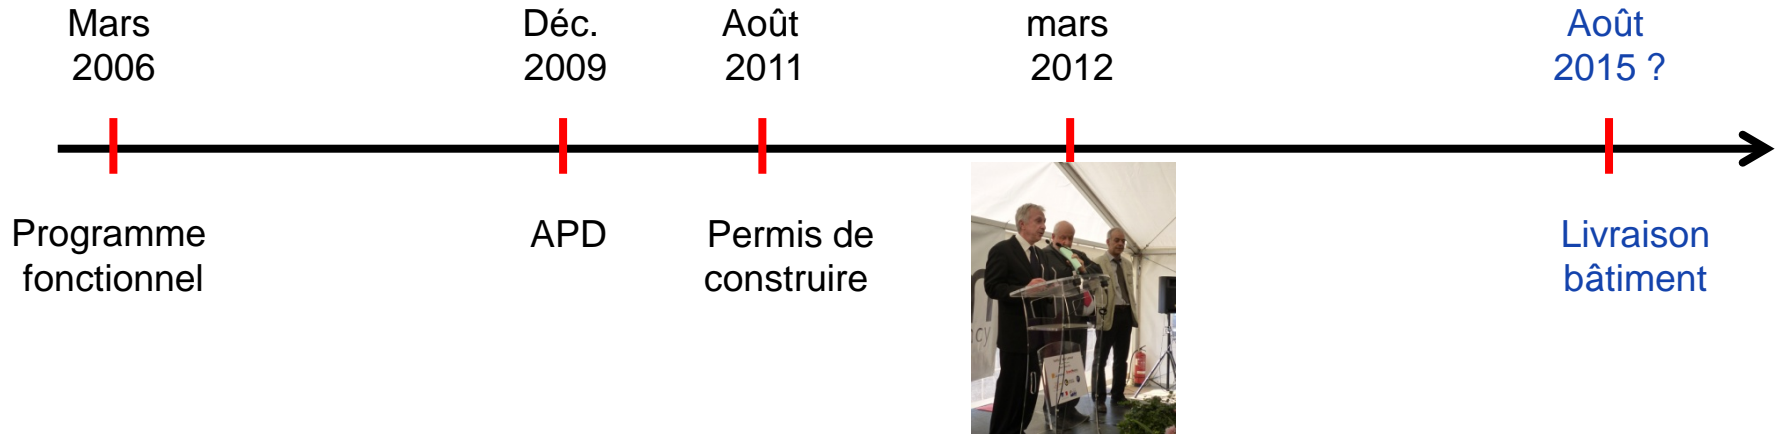 Mars
2006
Déc.
2009
Août
2011
mars
2012
Août
2015 ?
Programme
fonctionnel
APD
Permis de
construire
Livraison
bâtiment